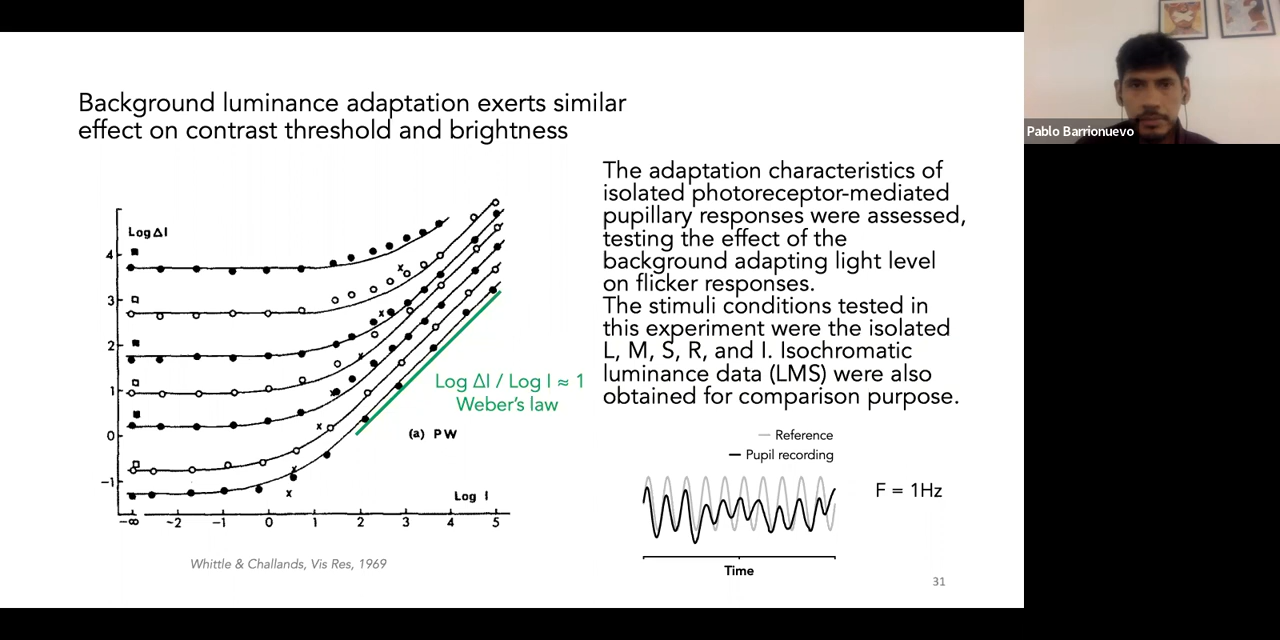 Background luminance adaptation exerts similar
effect on contrast threshold and brightness
Log ΔI
4
3
2
1
0
−1
−∞ −2 −1 0 1 2 3 4 5
Log I
(a) PW
Log ΔI / Log I ≈ 1
Weber's law
Whittle & Challands, Vis Res, 1969
The adaptation characteristics of
isolated photoreceptor-mediated
pupillary responses were assessed,
testing the effect of the
background adapting light level
on flicker responses.
The stimuli conditions tested in
this experiment were the isolated
L, M, S, R, and I. Isochromatic
luminance data (LMS) were also
obtained for comparison purpose.
Reference
Pupil recording
F = 1Hz
Time
31
Pablo Barrionuevo